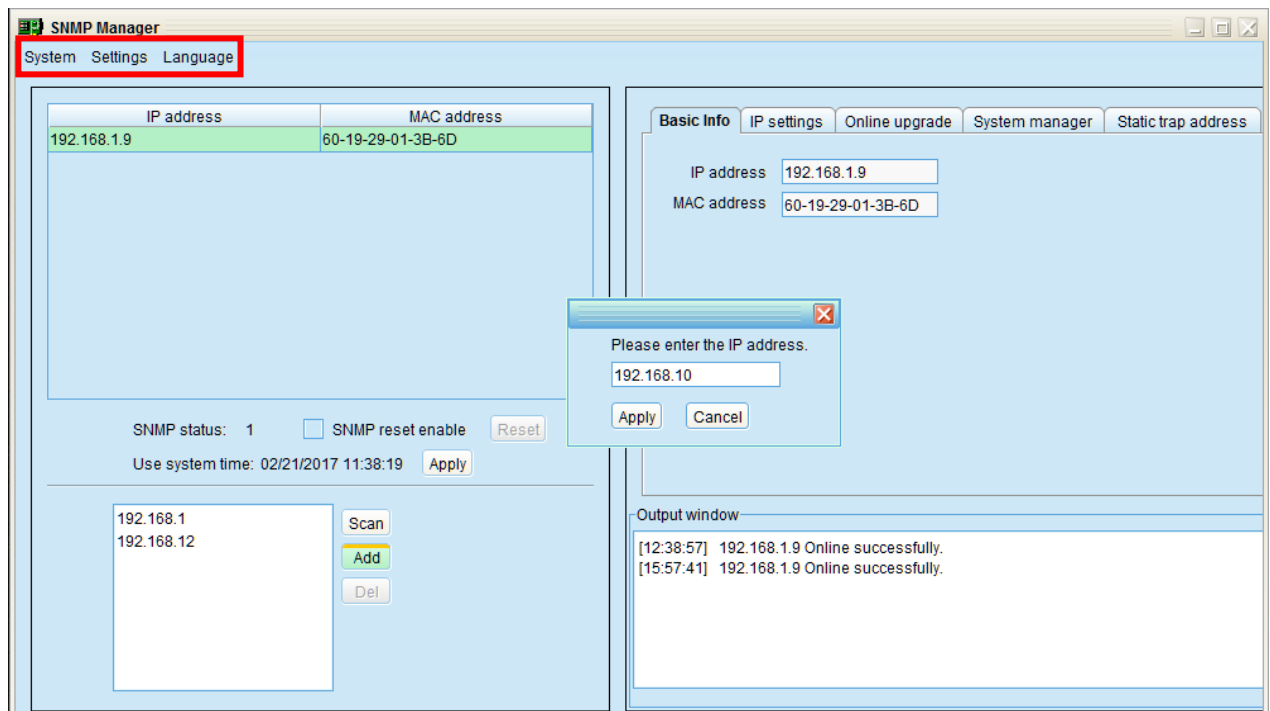 SNMP Manager
System Settings Language
IP address MAC address
192.168.1.9 60-19-29-01-3B-6D
SNMP status: 1 SNMP reset enable Reset
Use system time: 02/21/2017 11:38:19 Apply
192.168.1
192.168.12
Scan
Add
Del
Basic Info IP settings Online upgrade System manager Static trap address
IP address 192.168.1.9
MAC address 60-19-29-01-3B-6D
Please enter the IP address.
192.168.10
Apply Cancel
Output window
[12:38:57] 192.168.1.9 Online successfully.
[15:57:41] 192.168.1.9 Online successfully.